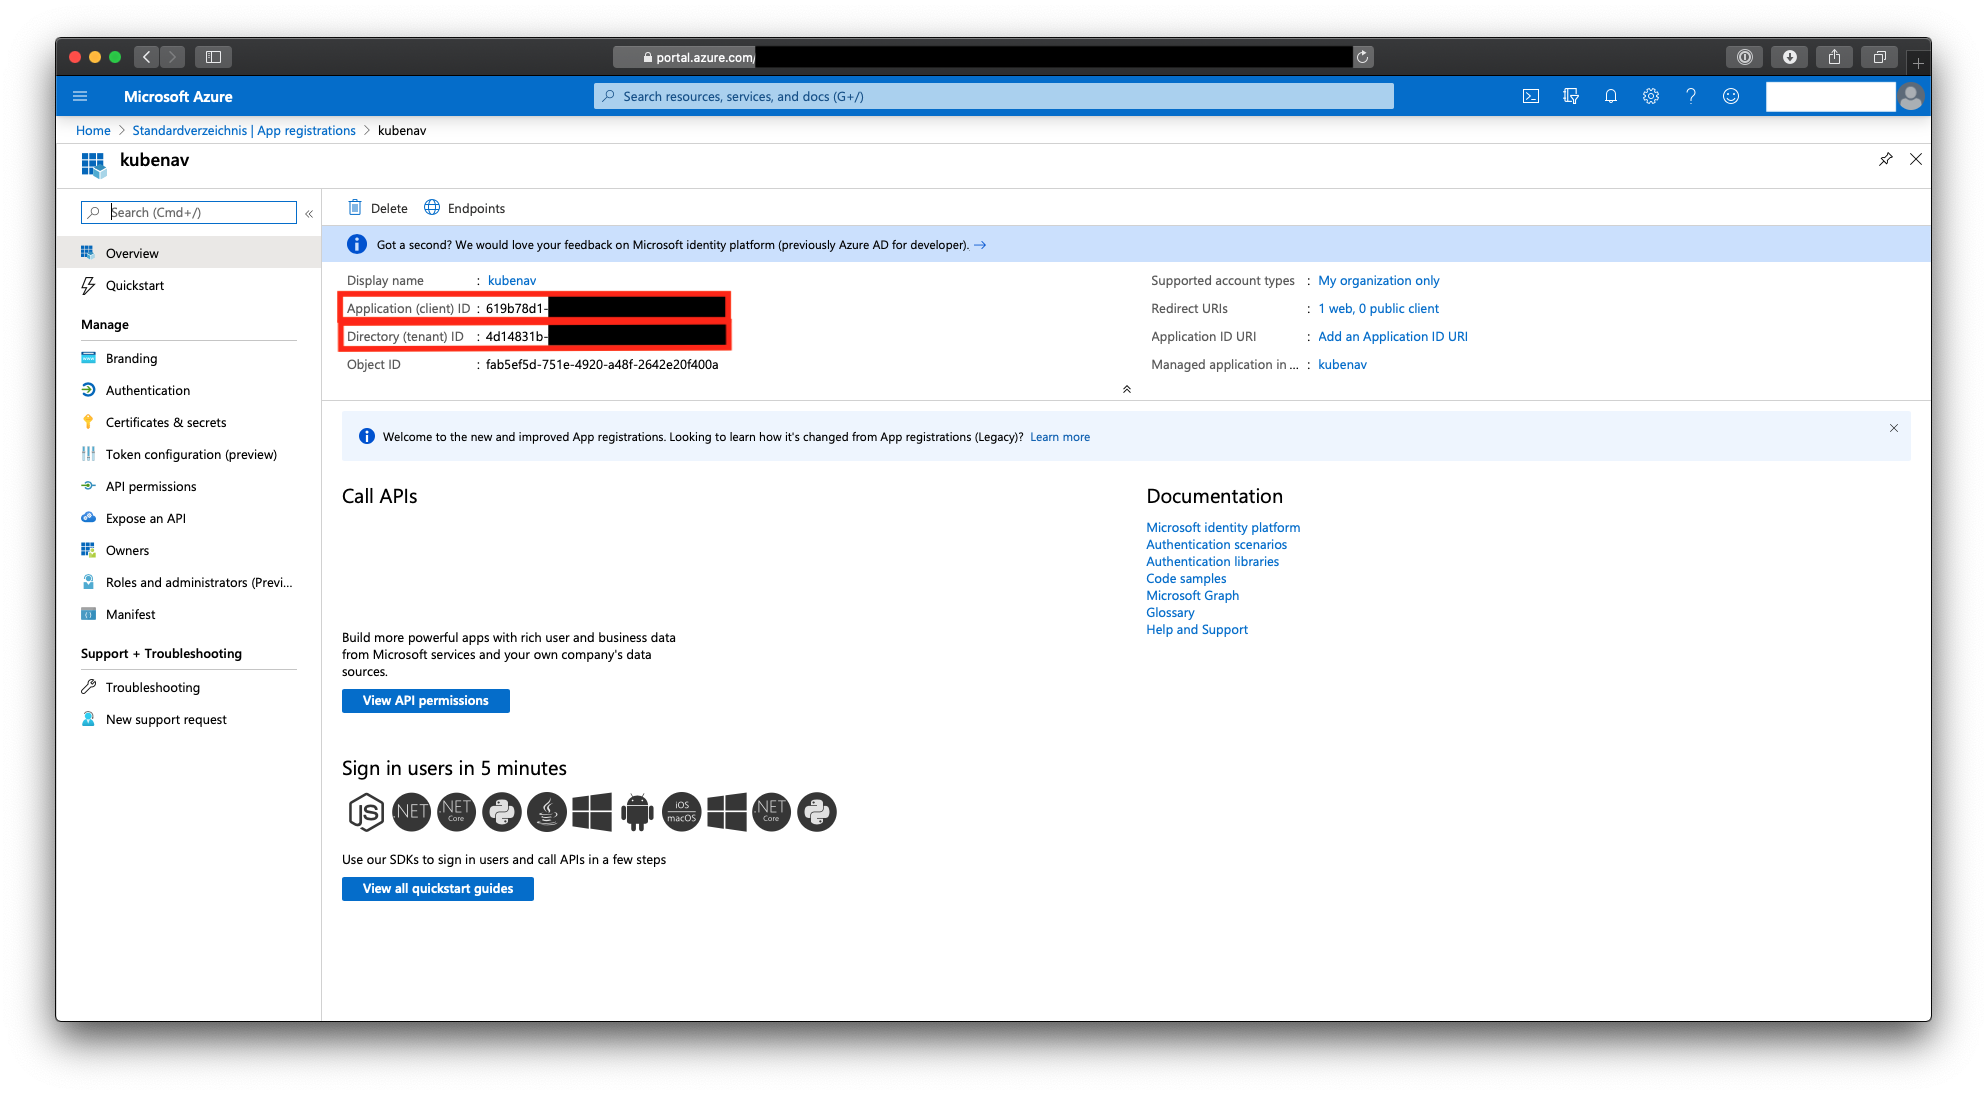 portal.azure.com/
Microsoft Azure
Search resources, services, and docs (G+/)
Home > Standardverzeichnis | App registrations > kubenav
kubenav
Search (Cmd+/)
«
Overview
Quickstart
Manage
Branding
Authentication
Certificates & secrets
Token configuration (preview)
API permissions
Expose an API
Owners
Roles and administrators (Previ...
Manifest
Support + Troubleshooting
Troubleshooting
New support request
Delete
Endpoints
Got a second? We would love your feedback on Microsoft identity platform (previously Azure AD for developer). →
Display name : kubenav
Application (client) ID : 619b78d1-
Directory (tenant) ID : 4d14831b-
Object ID : fab5ef5d-751e-4920-a48f-2642e20f400a
Supported account types : My organization only
Redirect URIs : 1 web, 0 public client
Application ID URI : Add an Application ID URI
Managed application in ... : kubenav
Welcome to the new and improved App registrations. Looking to learn how it's changed from App registrations (Legacy)? Learn more
Call APIs
Build more powerful apps with rich user and business data
from Microsoft services and your own company's data
sources.
View API permissions
Documentation
Microsoft identity platform
Authentication scenarios
Authentication libraries
Code samples
Microsoft Graph
Glossary
Help and Support
Sign in users in 5 minutes
JS .NET .NET Core iOS macOS .NET Core
Use our SDKs to sign in users and call APIs in a few steps
View all quickstart guides